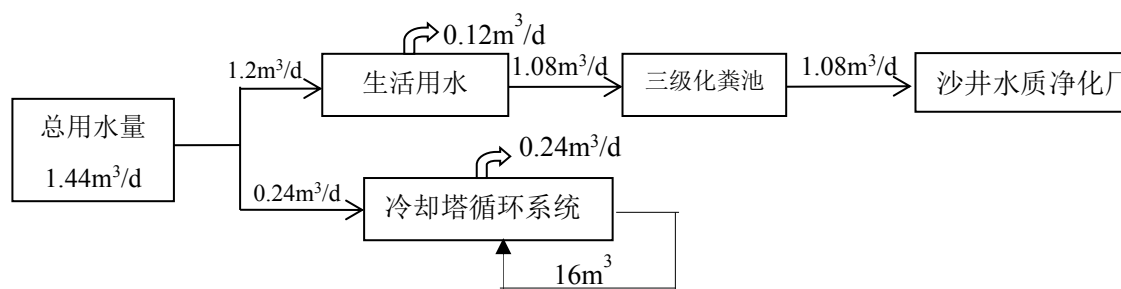 0.12m³/d
1.2m³/d
生活用水
1.08m³/d
三级化粪池
1.08m³/d
沙井水质净化厂
总用水量
1.44m³/d
0.24m³/d
0.24m³/d
冷却塔循环系统
16m³